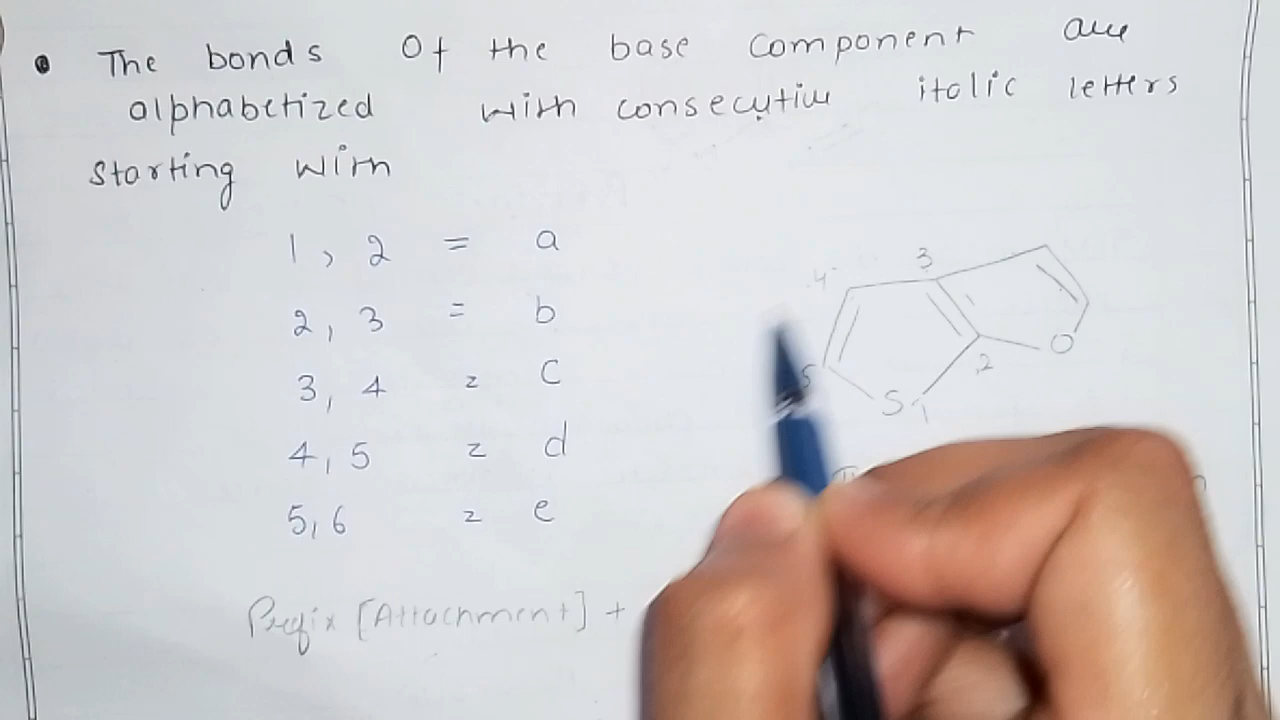 The bonds Of the base component are
alphabetized with consecutive italic letters
starting with
1, 2 = a
2, 3 = b
3, 4 = c
4, 5 = d
5, 6 = e
3
4
2
O
5
S 1
Prefix [Attachment] +